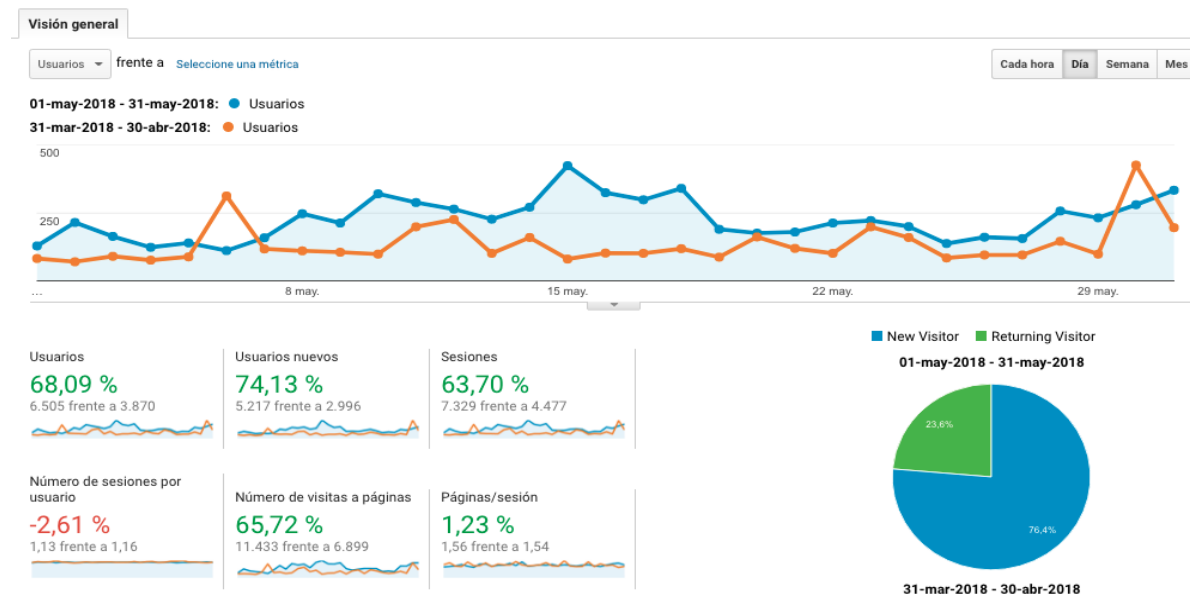 Visión general
Usuarios frente a Seleccione una métrica
Cada hora Día Semana Mes
01-may-2018 - 31-may-2018: Usuarios
31-mar-2018 - 30-abr-2018: Usuarios
500
250
... 8 may. 15 may. 22 may. 29 may.
Usuarios
68,09 %
6.505 frente a 3.870
Usuarios nuevos
74,13 %
5.217 frente a 2.996
Sesiones
63,70 %
7.329 frente a 4.477
Número de sesiones por
usuario
-2,61 %
1,13 frente a 1,16
Número de visitas a páginas
65,72 %
11.433 frente a 6.899
Páginas/sesión
1,23 %
1,56 frente a 1,54
New Visitor Returning Visitor
01-may-2018 - 31-may-2018
23,6%
76,4%
31-mar-2018 - 30-abr-2018